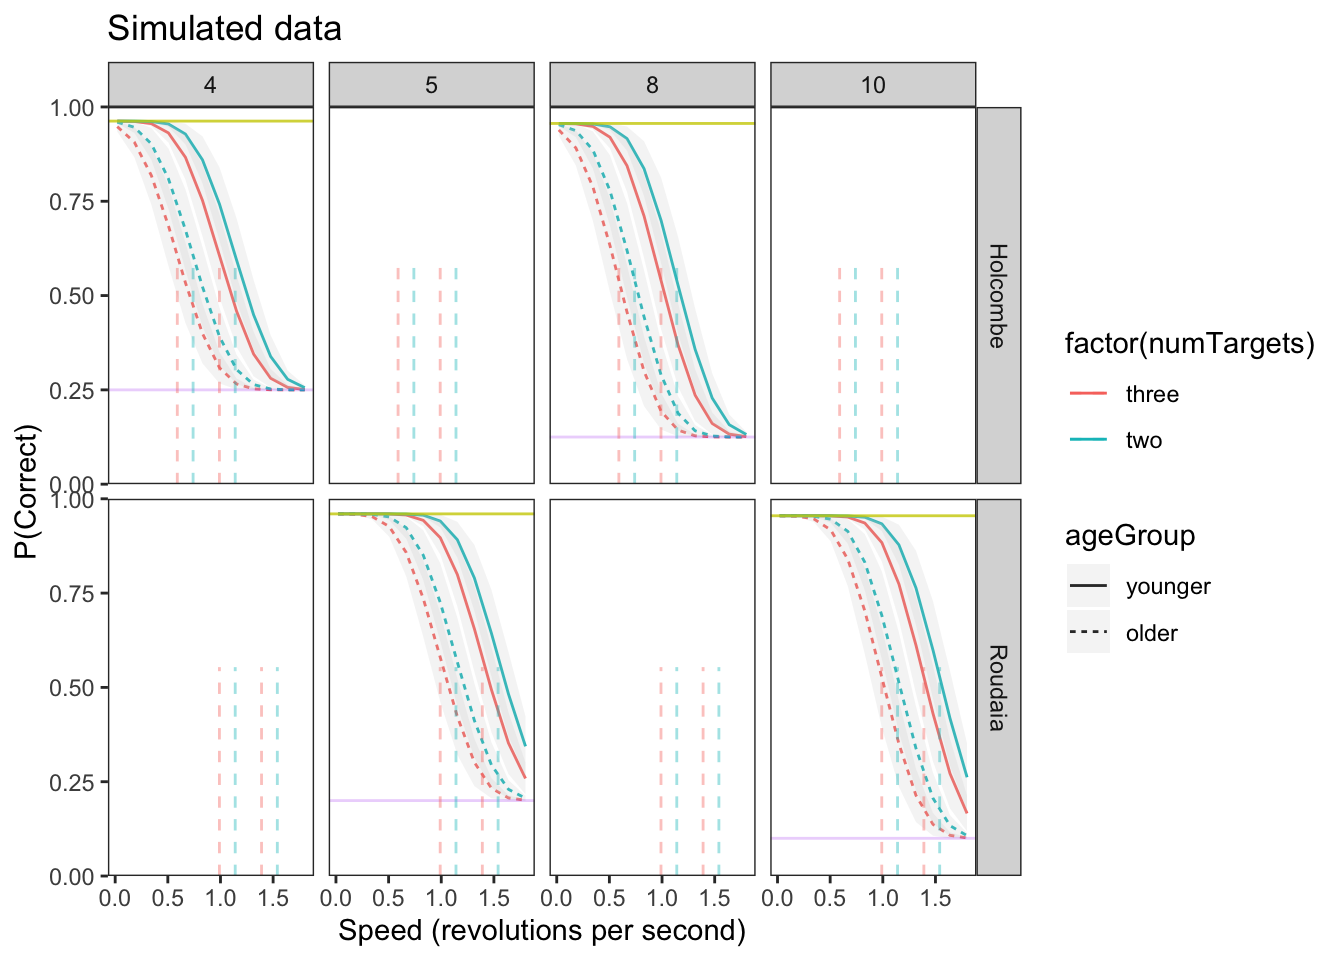 Simulated data
4 5 8 10
1.00
0.75
0.50
0.25
0.00
Holcombe
P(Correct)
1.00
0.75
0.50
0.25
0.00
Roudaia
0.0 0.5 1.0 1.5 0.0 0.5 1.0 1.5 0.0 0.5 1.0 1.5 0.0 0.5 1.0 1.5
Speed (revolutions per second)
factor(numTargets)
three
two
ageGroup
younger
older